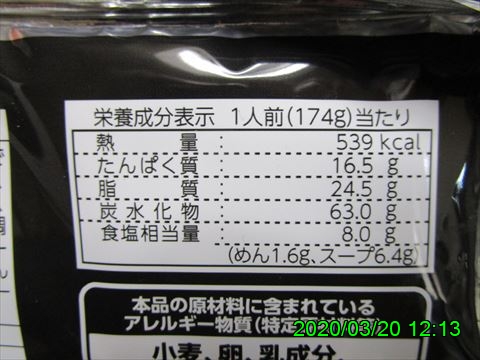 栄養成分表示 1人前(174g)当たり
熱量 : 539 kcal
たんぱく質 : 16.5 g
脂質 : 24.5 g
炭水化物 : 63.0 g
食塩相当量 : 8.0 g
(めん1.6g、スープ6.4g)
本品の原材料に含まれている
アレルギー物質(特定
2020/03/20 12:13
小麦、卵、乳成分、